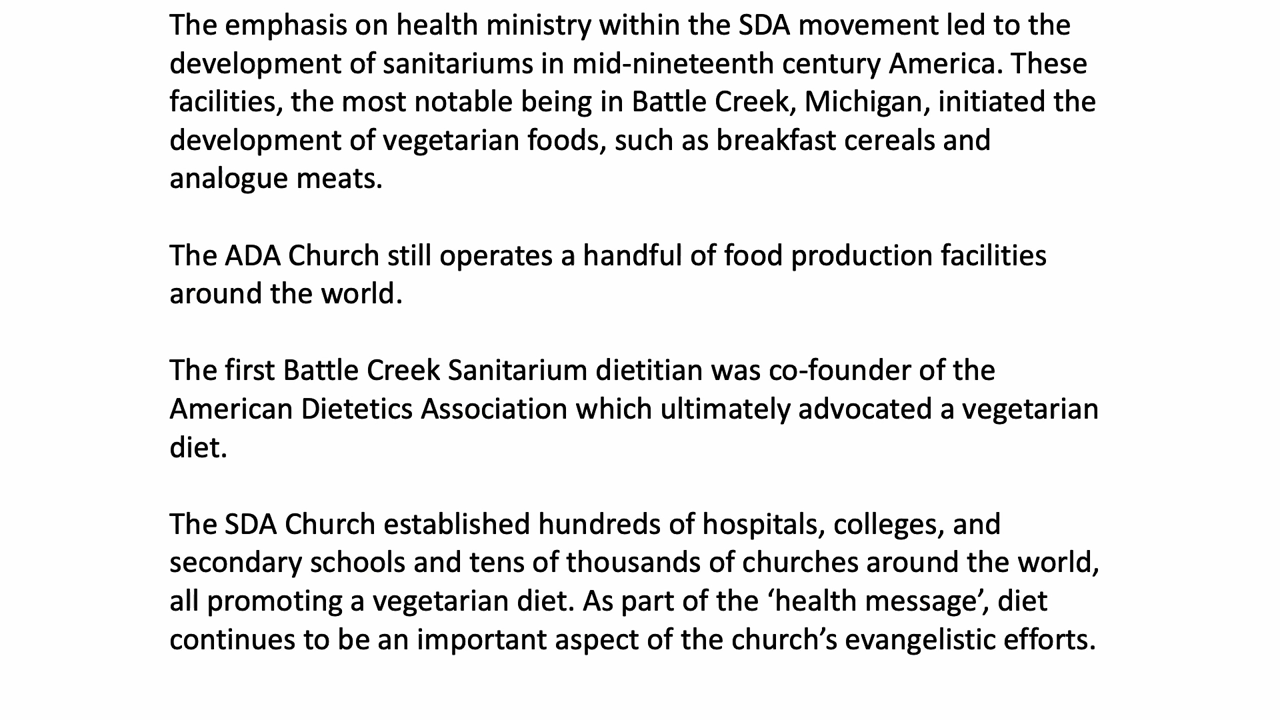 The emphasis on health ministry within the SDA movement led to the
development of sanitariums in mid-nineteenth century America. These
facilities, the most notable being in Battle Creek, Michigan, initiated the
development of vegetarian foods, such as breakfast cereals and
analogue meats.
The ADA Church still operates a handful of food production facilities
around the world.
The first Battle Creek Sanitarium dietitian was co-founder of the
American Dietetics Association which ultimately advocated a vegetarian
diet.
The SDA Church established hundreds of hospitals, colleges, and
secondary schools and tens of thousands of churches around the world,
all promoting a vegetarian diet. As part of the ‘health message’, diet
continues to be an important aspect of the church’s evangelistic efforts.